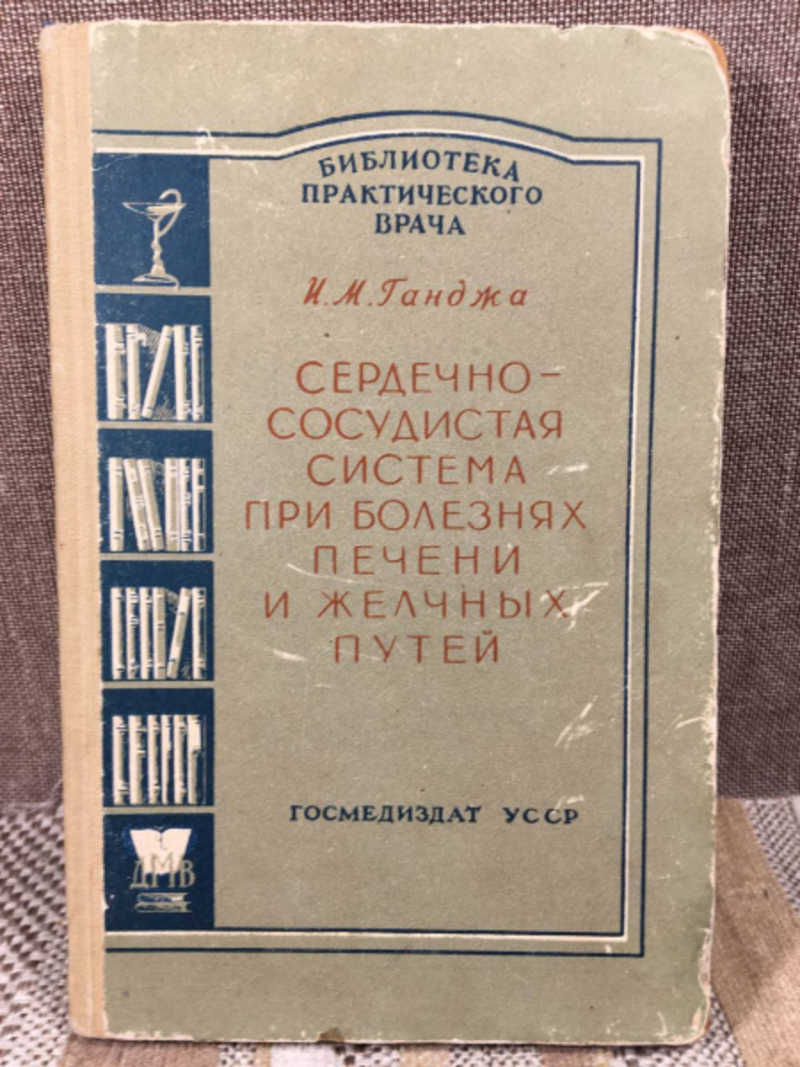 БИБЛИОТЕКА
ПРАКТИЧЕСКОГО
ВРАЧА
И. М. Ганджа
СЕРДЕЧНО-
СОСУДИСТАЯ
СИСТЕМА
ПРИ БОЛЕЗНЯХ
ПЕЧЕНИ
И ЖЕЛЧНЫХ
ПУТЕЙ
ГОСМЕДИЗДАТ УССР
ДМВ